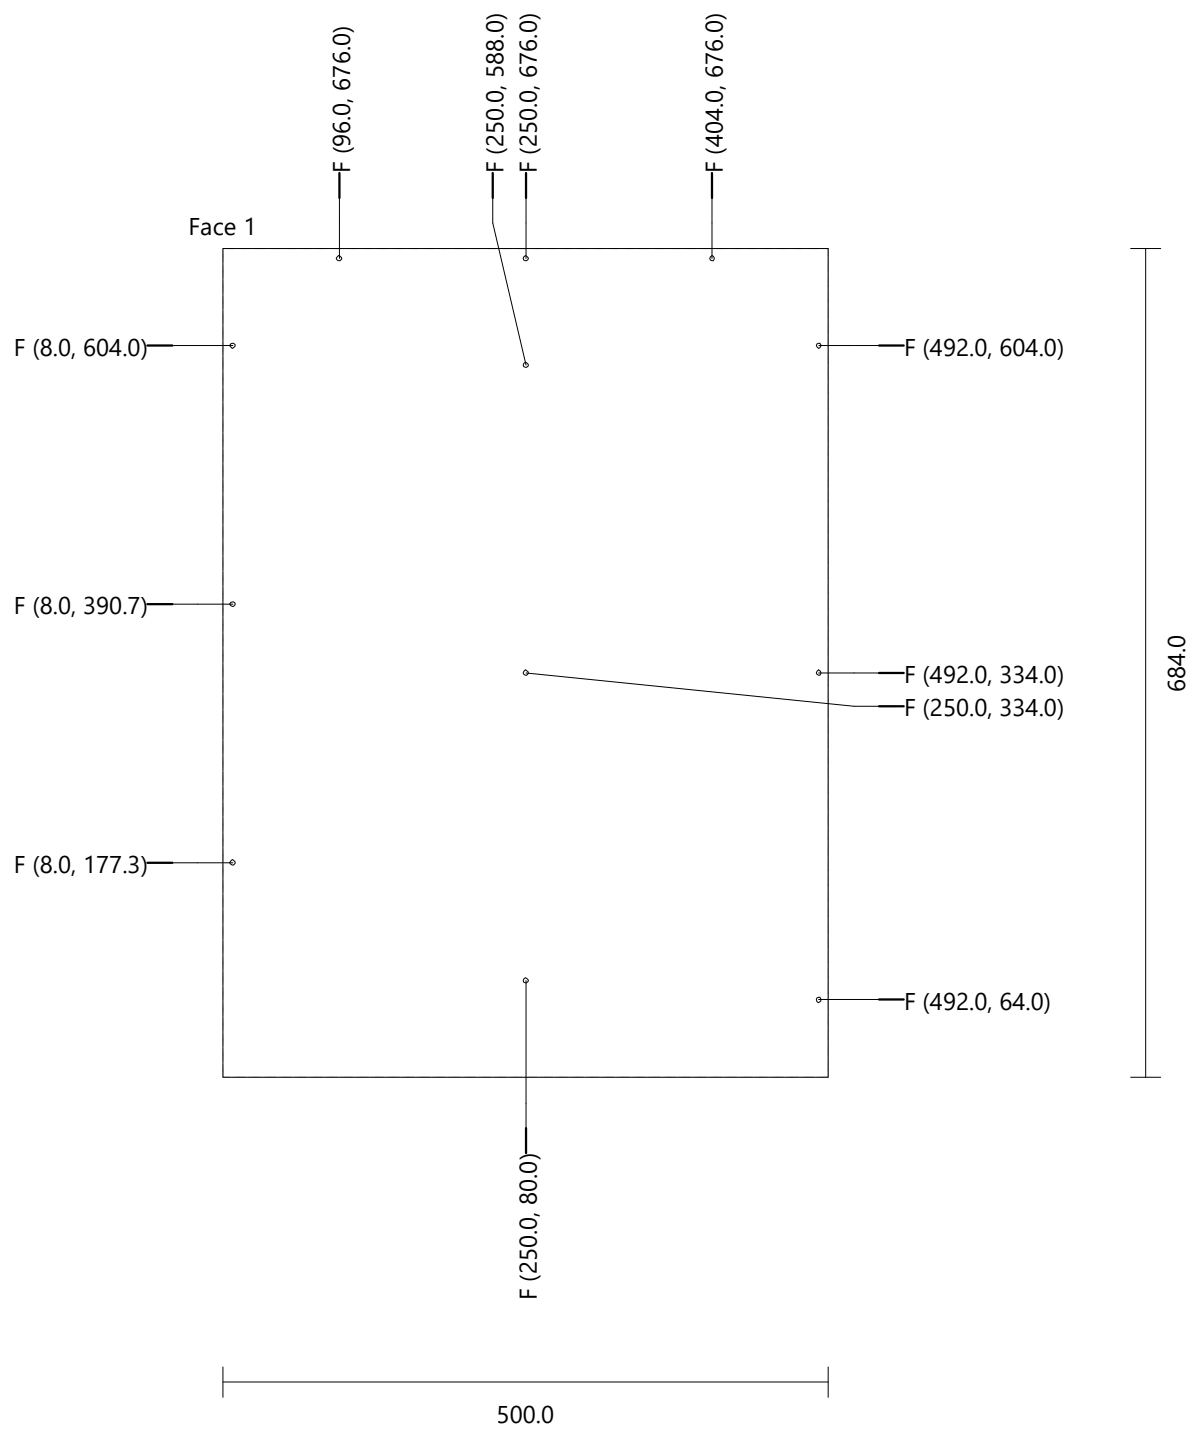 F (96.0, 676.0)
F (250.0, 588.0)
F (250.0, 676.0)
F (404.0, 676.0)
Face 1
F (8.0, 604.0)
F (492.0, 604.0)
F (8.0, 390.7)
684.0
F (492.0, 334.0)
F (250.0, 334.0)
F (8.0, 177.3)
F (492.0, 64.0)
F (250.0, 80.0)
500.0